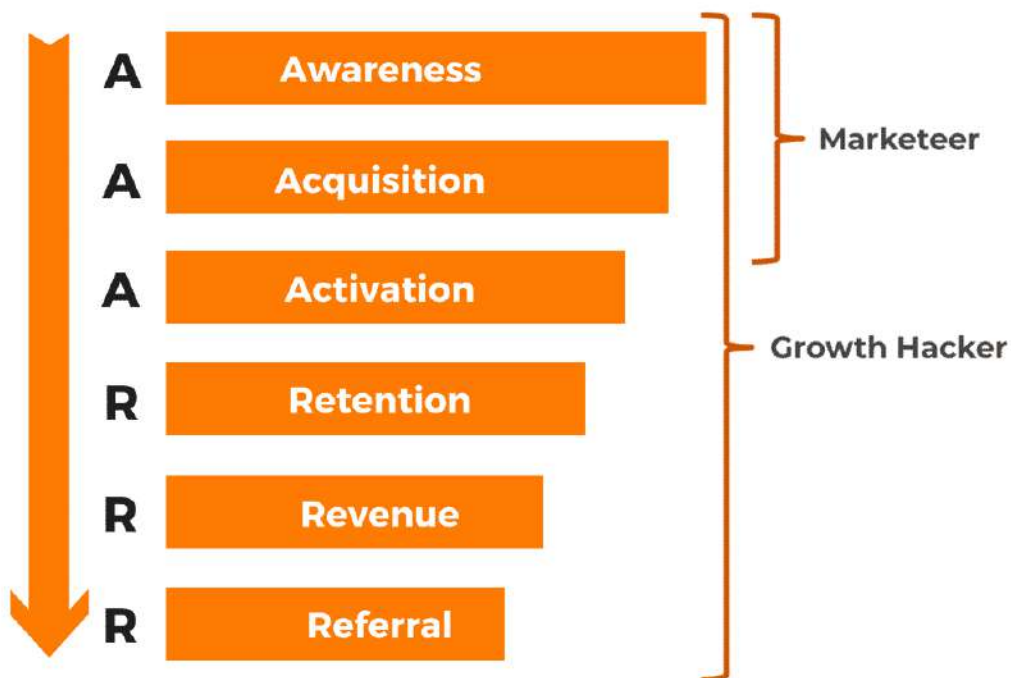 A Awareness
Marketeer
A Acquisition
A Activation
Growth Hacker
R Retention
R Revenue
R Referral